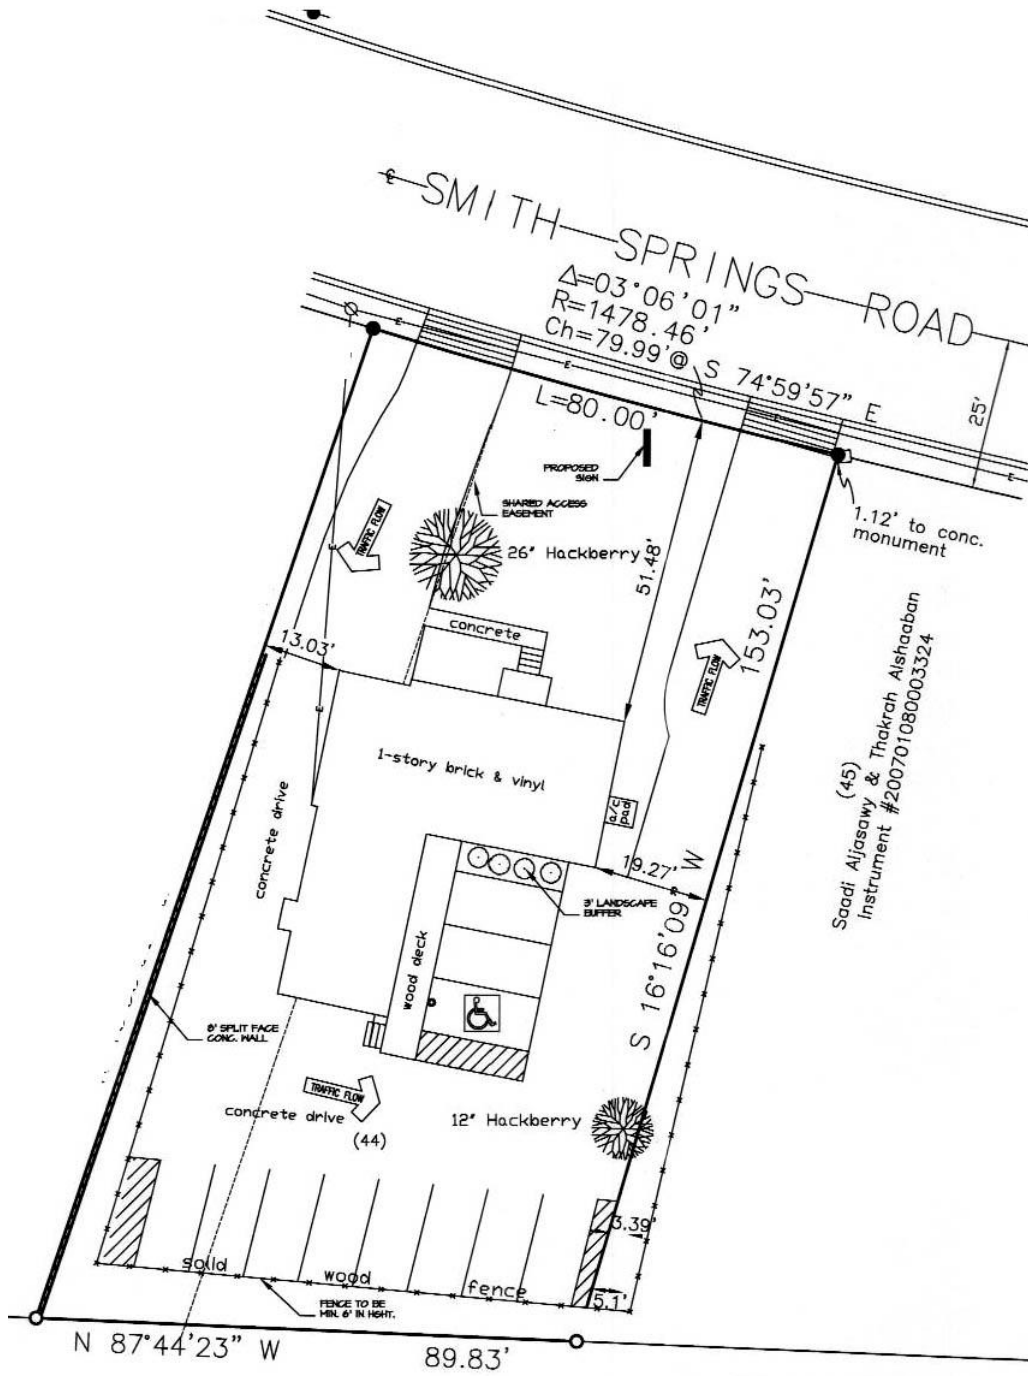 ℄ SMITH SPRINGS ROAD
Δ=03°06'01"
R=1478.46'
Ch=79.99'@ S 74°59'57" E
L=80.00'
25'
PROPOSED
SIGN
SHARED ACCESS
EASEMENT
TRAFFIC FLOW
26" Hackberry
51.48'
1.12' to conc.
monument
153.03'
concrete
13.03'
TRAFFIC FLOW
(45)
Saadi Aljasawy & Thakrah Alshaaban
Instrument #200701080003324
1-story brick & vinyl
a/c
pad
concrete drive
19.27'
S 16°16'09" W
3' LANDSCAPE
BUFFER
wood deck
8' SPLIT FACE
CONC. WALL
TRAFFIC FLOW
concrete drive
(44)
12" Hackberry
3.39'
solid wood fence
5.1'
FENCE TO BE
MIN. 6' IN HGHT.
N 87°44'23" W
89.83'
E
E
E
E
E
E